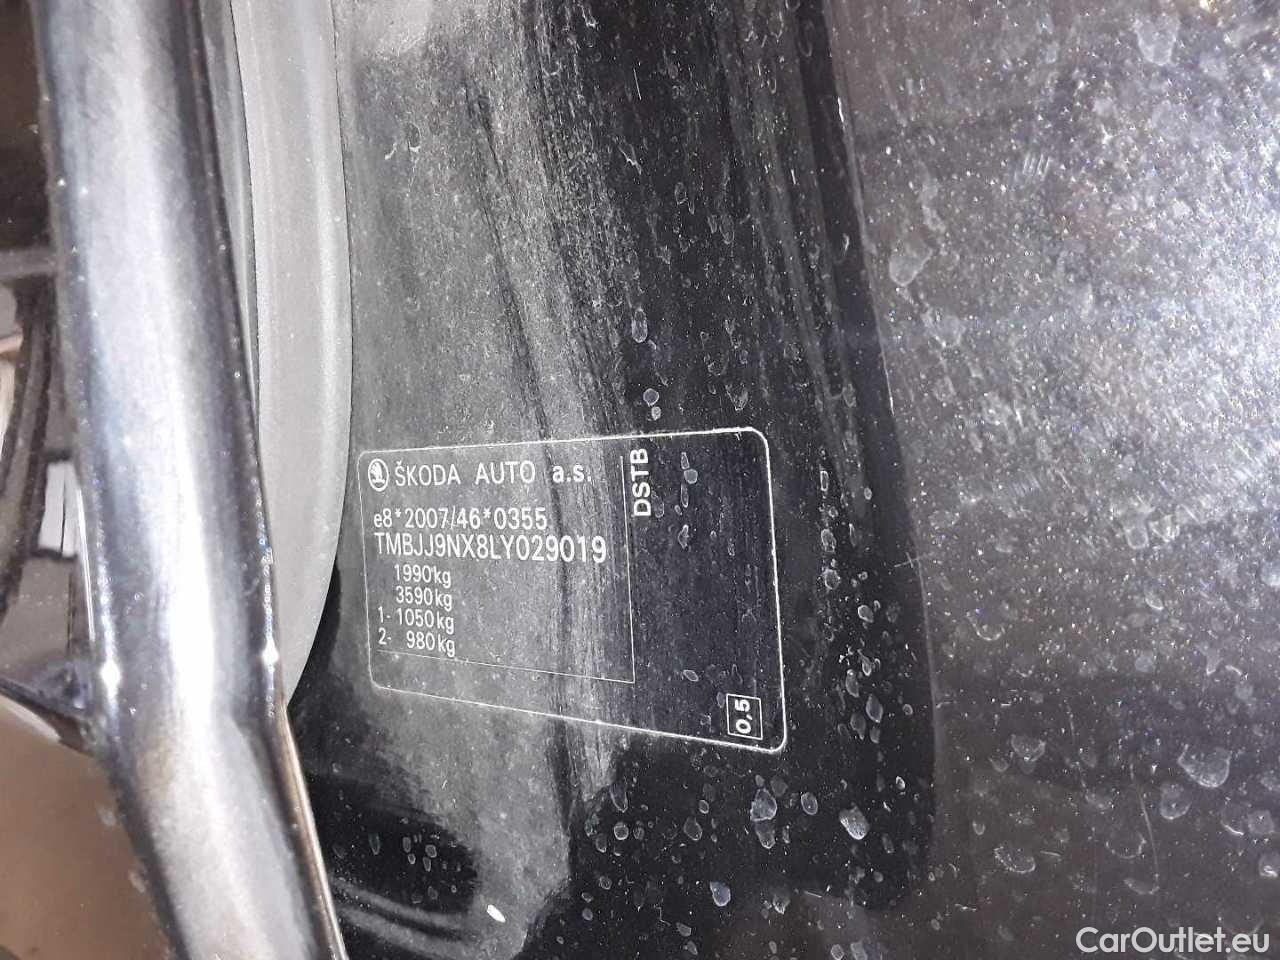 ŠKODA AUTO a.s.
DSTB
e8*2007/46*0355
TMBJJ9NX8LY029019
1990kg
3590kg
1- 1050kg
2- 980kg
0,5
CarOutlet.eu